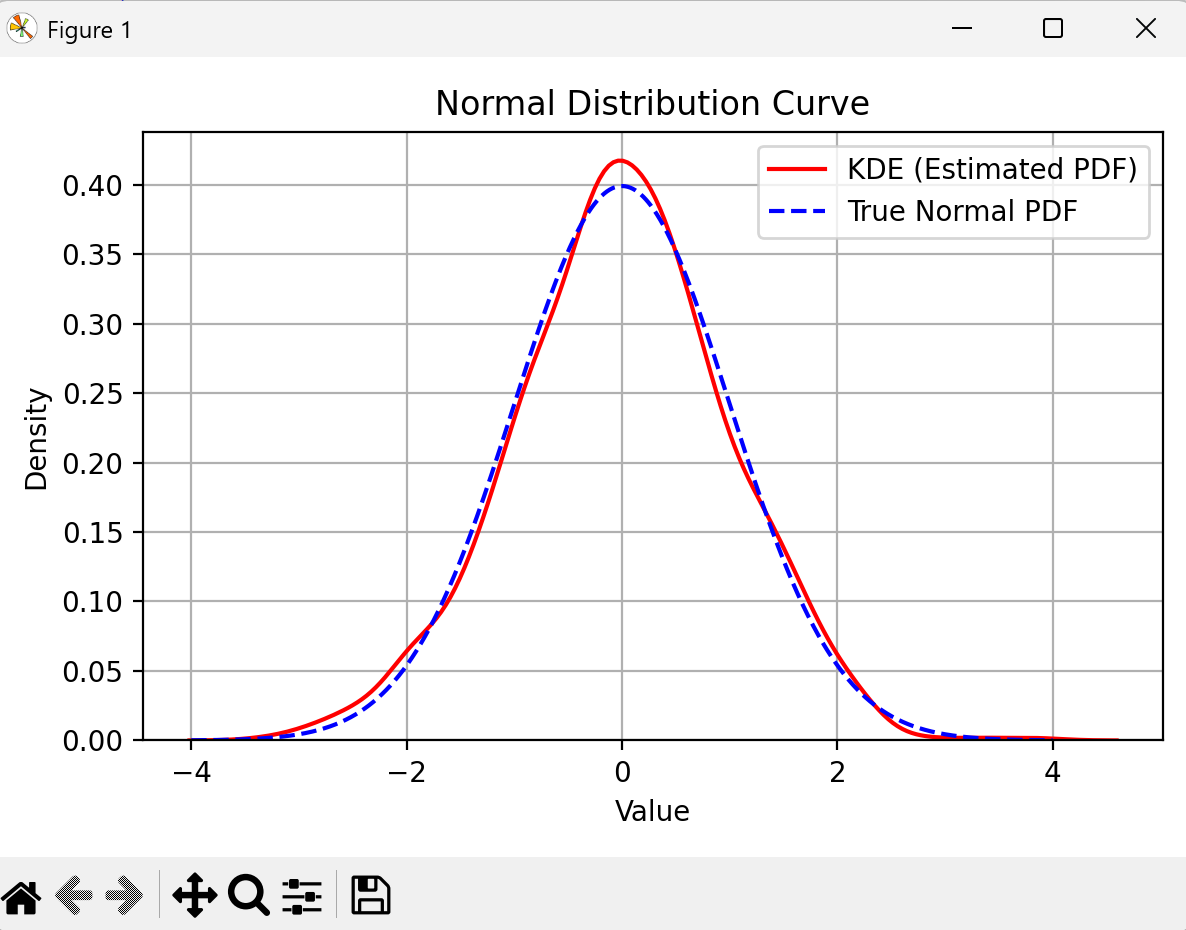 Figure 1
Normal Distribution Curve
KDE (Estimated PDF)
True Normal PDF
0.40
0.35
0.30
0.25
0.20
0.15
0.10
0.05
0.00
Density
−4 −2 0 2 4
Value